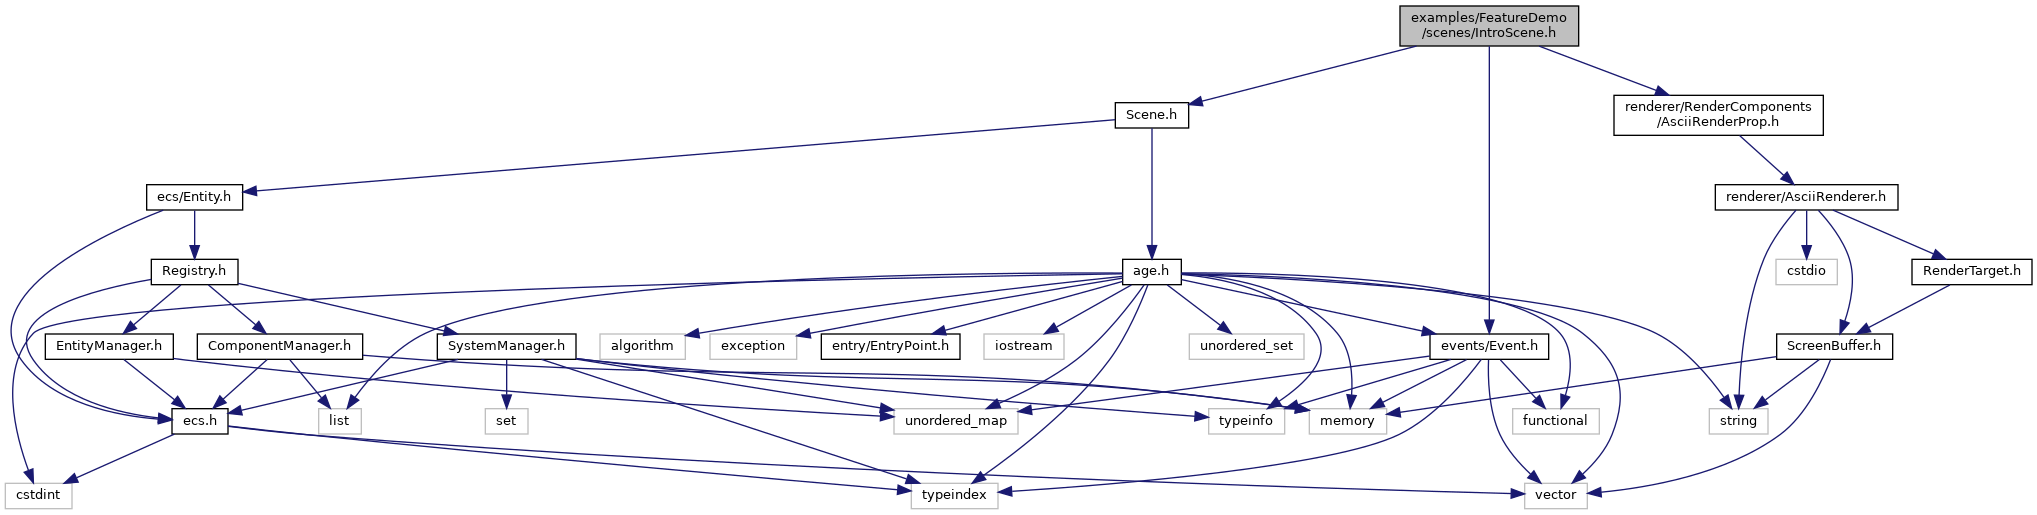 examples/FeatureDemo
/scenes/IntroScene.h
Scene.h
renderer/RenderComponents
/AsciiRenderProp.h
ecs/Entity.h
renderer/AsciiRenderer.h
Registry.h
age.h
cstdio
RenderTarget.h
EntityManager.h
ComponentManager.h
SystemManager.h
algorithm
exception
entry/EntryPoint.h
iostream
unordered_set
events/Event.h
ScreenBuffer.h
ecs.h
list
set
unordered_map
typeinfo
memory
functional
string
cstdint
typeindex
vector